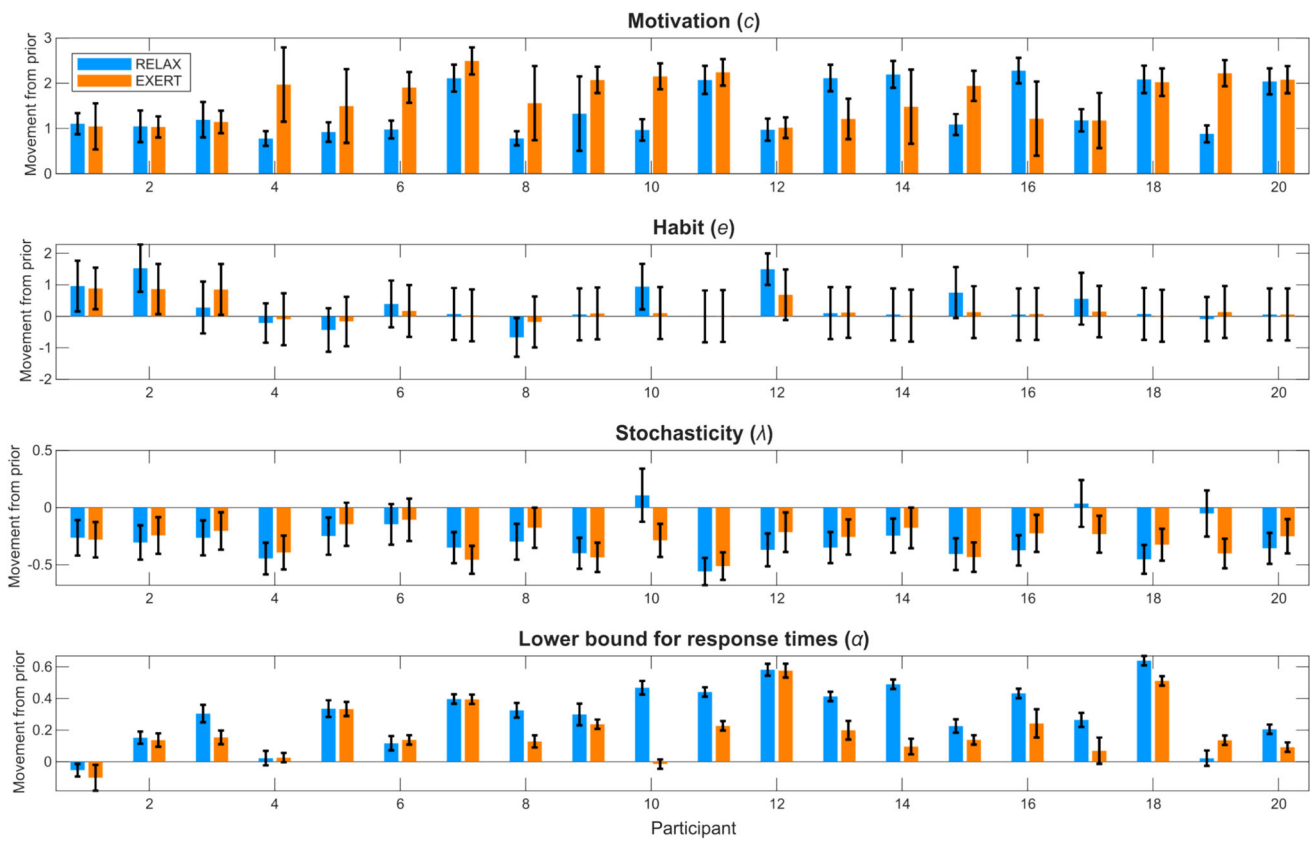 Motivation (c)
Movement from prior
3
2
1
0
RELAX
EXERT
2 4 6 8 10 12 14 16 18 20
Habit (e)
Movement from prior
2
1
0
-1
-2
2 4 6 8 10 12 14 16 18 20
Stochasticity (λ)
Movement from prior
0.5
0
-0.5
2 4 6 8 10 12 14 16 18 20
Lower bound for response times (α)
Movement from prior
0.6
0.4
0.2
0
2 4 6 8 10 12 14 16 18 20
Participant